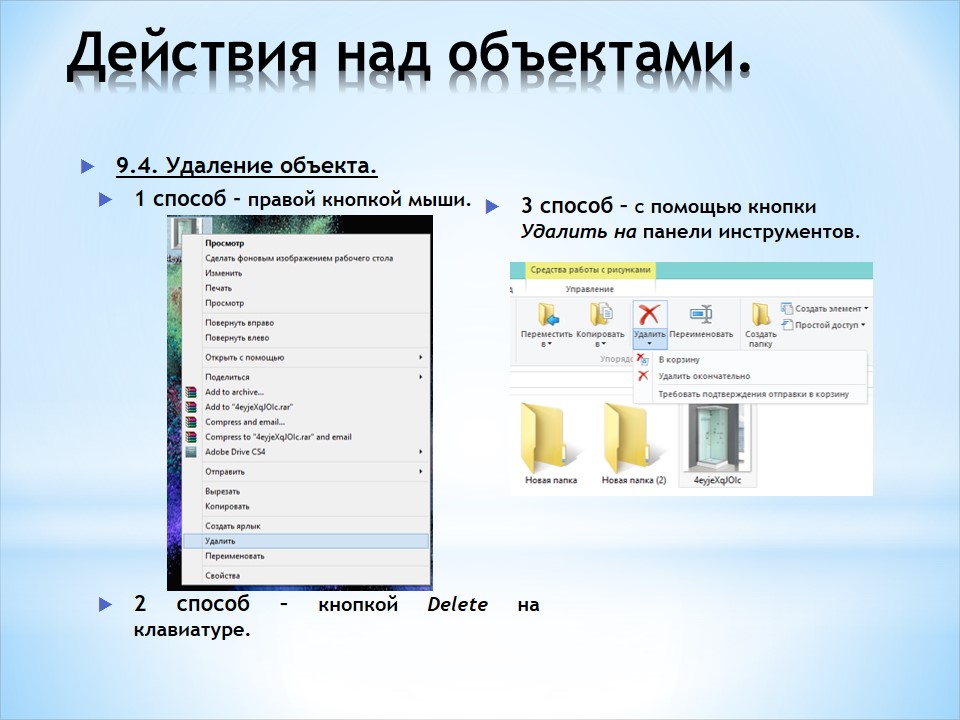 Действия над объектами.
9.4. Удаление объекта.
1 способ – правой кнопкой мыши.
Просмотр
Сделать фоновым изображением рабочего стола
Изменить
Печать
Просмотр
Повернуть вправо
Повернуть влево
Открыть с помощью
Поделиться
Add to archive...
Add to "4eyjeXqJOIc.rar"
Compress and email...
Compress to "4eyjeXqJOIc.rar" and email
Adobe Drive CS4
Отправить
Вырезать
Копировать
Создать ярлык
Удалить
Переименовать
Свойства
2 способ – кнопкой Delete на
клавиатуре.
3 способ – с помощью кнопки
Удалить на панели инструментов.
Средства работы с рисунками
Управление
Переместить в
Копировать в
Удалить
Переименовать
Создать папку
Создать элемент
Простой доступ
В корзину
Удалить окончательно
Требовать подтверждения отправки в корзину
Новая папка
Новая папка (2)
4eyjeXqJOIc